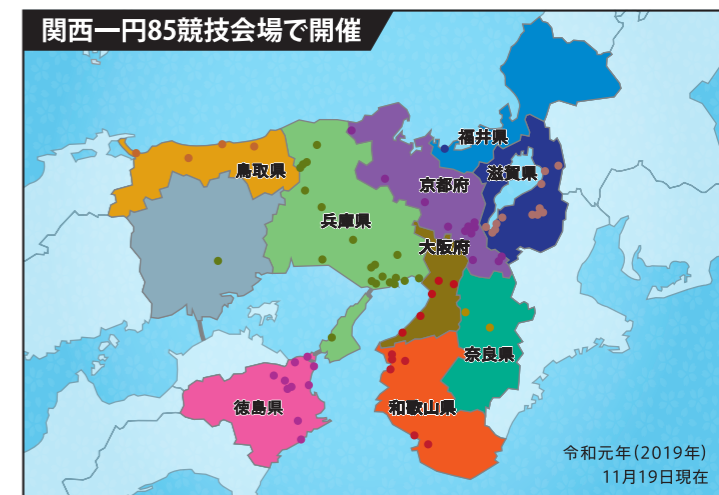 関西一円85競技会場で開催
福井県
鳥取県
滋賀県
京都府
兵庫県
大阪府
奈良県
徳島県
和歌山県
令和元年(2019年)
11月19日現在